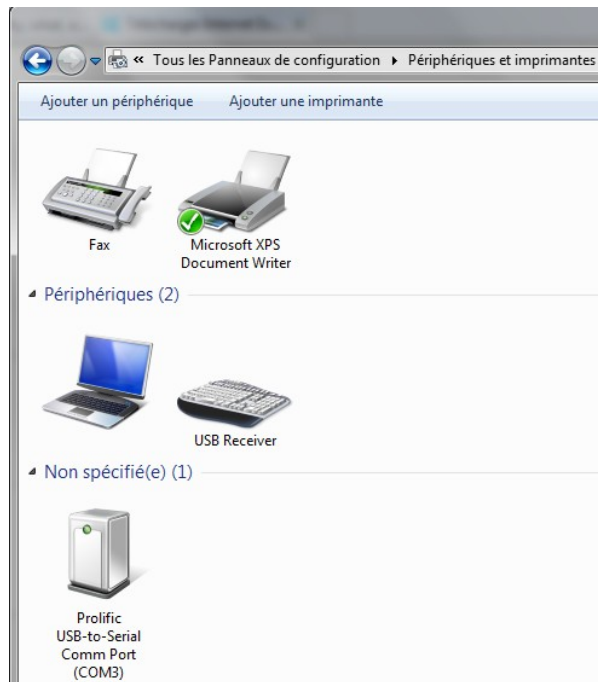 « Tous les Panneaux de configuration ▸ Périphériques et imprimantes
Ajouter un périphérique Ajouter une imprimante
Fax
Microsoft XPS
Document Writer
Périphériques (2)
USB Receiver
Non spécifié(e) (1)
Prolific
USB-to-Serial
Comm Port
(COM3)